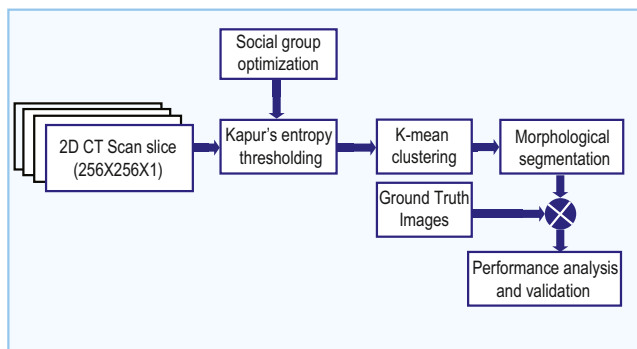 Social group
optimization
2D CT Scan slice
(256X256X1)
Kapur's entropy
thresholding
K-mean
clustering
Morphological
segmentation
Ground Truth
Images
Performance analysis
and validation